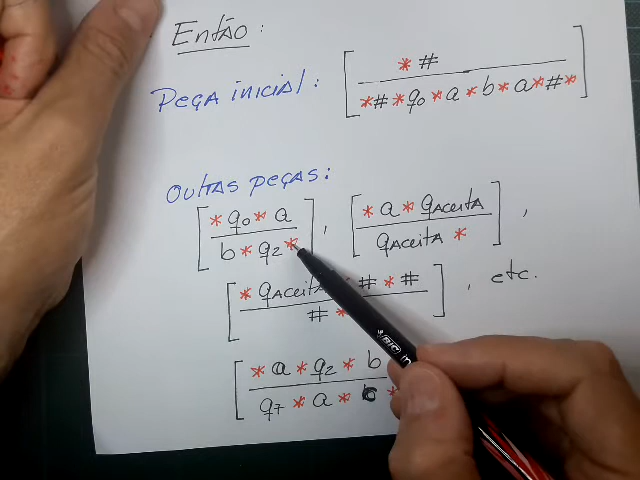 Então:
Peça inicial: [ * #
*#*q0*a*b*a*#* ]
Outras peças:
[ * q0 * a , [ * a * qACEITA ,
b * q2 * ] qACEITA * ]
[ * qACEITA * # * # , etc.
# * ]
[ * a * q2 * b
q7 * a * b *
BIC